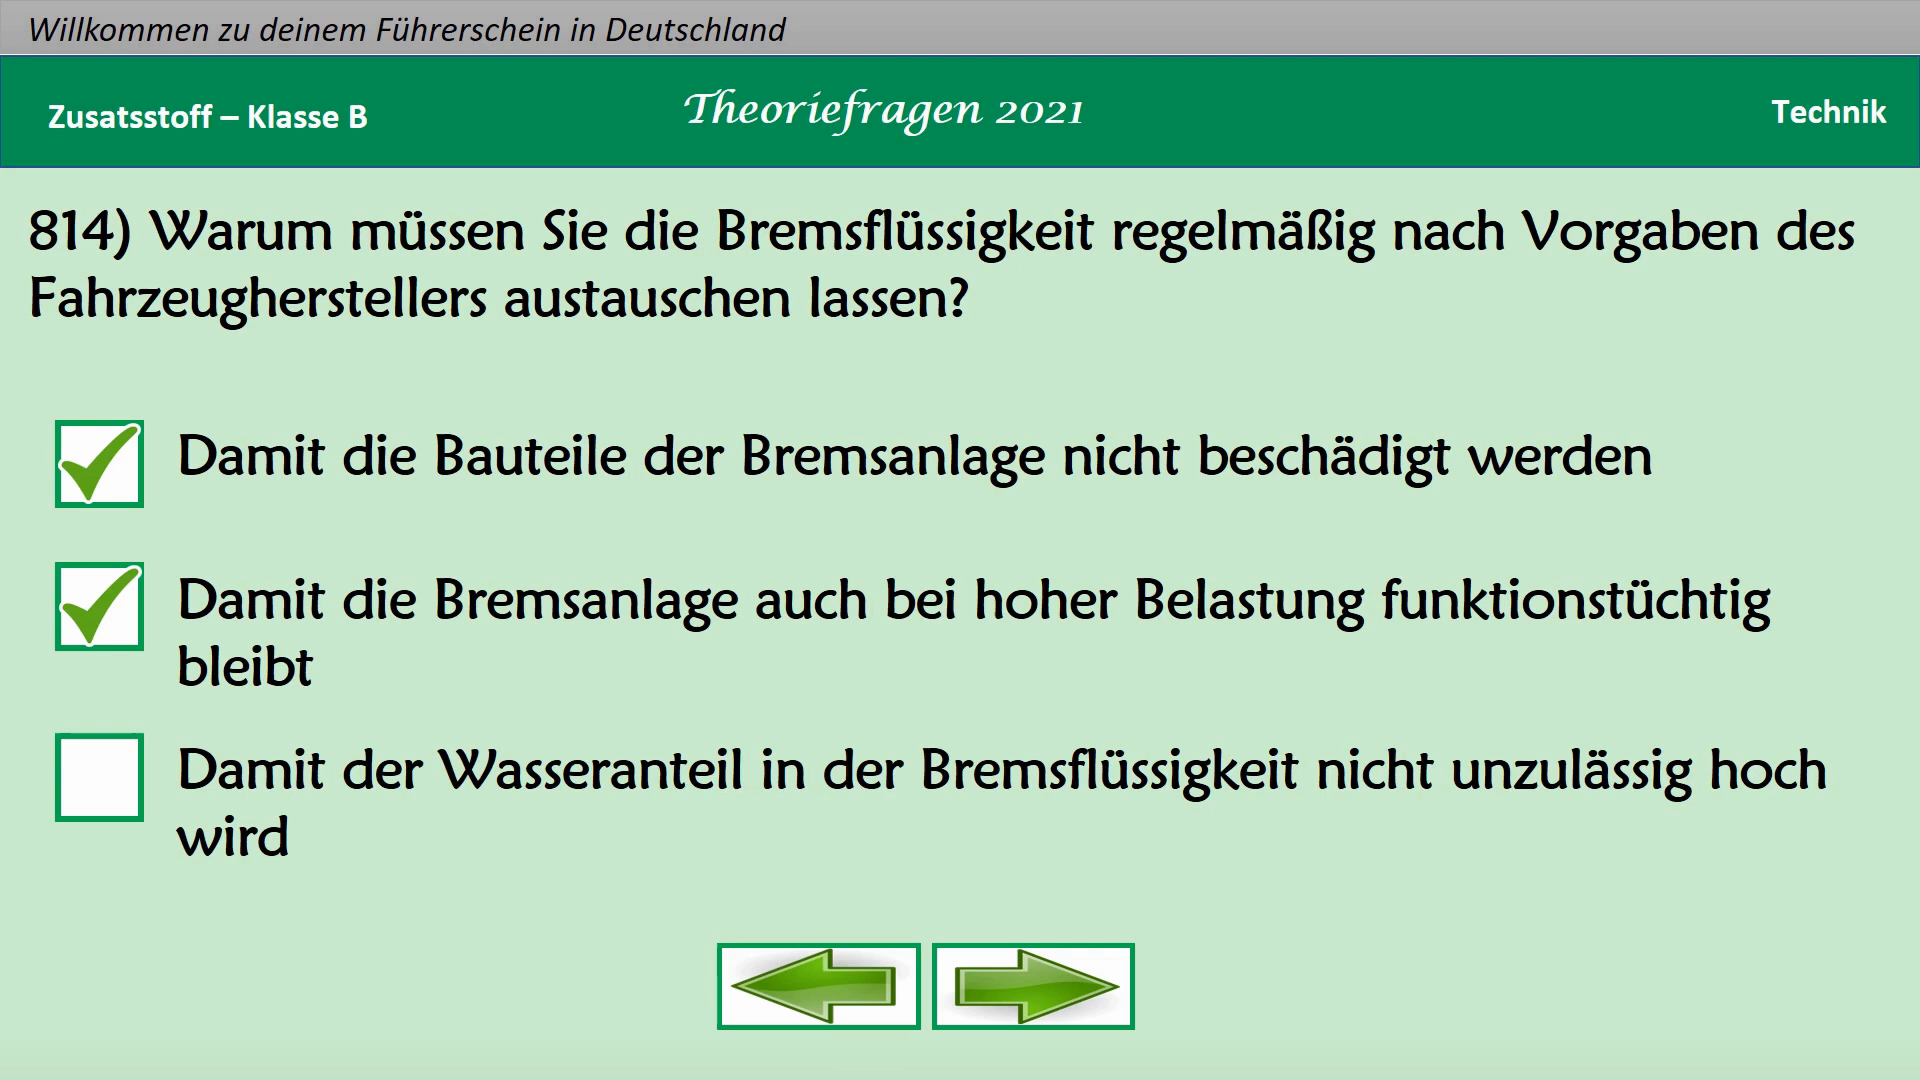 Willkommen zu deinem Führerschein in Deutschland
Zusatsstoff – Klasse B
Theoriefragen 2021
Technik
814) Warum müssen Sie die Bremsflüssigkeit regelmäßig nach Vorgaben des
Fahrzeugherstellers austauschen lassen?
Damit die Bauteile der Bremsanlage nicht beschädigt werden
Damit die Bremsanlage auch bei hoher Belastung funktionstüchtig
bleibt
Damit der Wasseranteil in der Bremsflüssigkeit nicht unzulässig hoch
wird